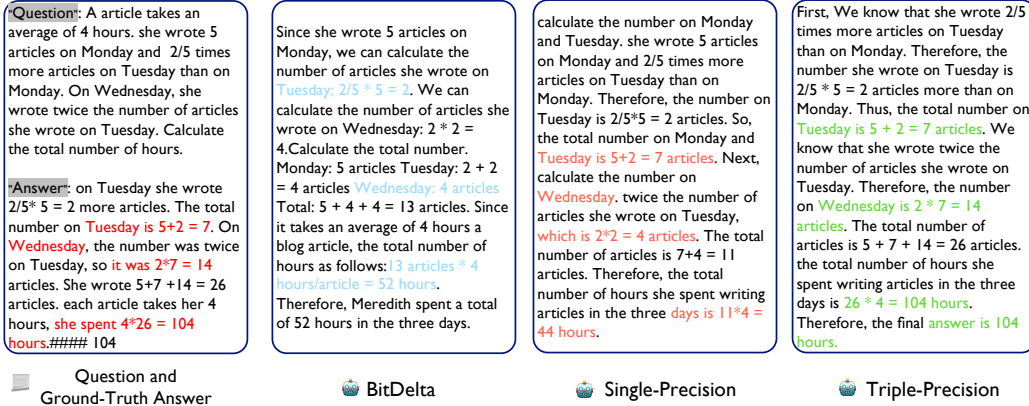 "Question": A article takes an
average of 4 hours. she wrote 5
articles on Monday and 2/5 times
more articles on Tuesday than on
Monday. On Wednesday, she
wrote twice the number of articles
she wrote on Tuesday. Calculate
the total number of hours.
"Answer": on Tuesday she wrote
2/5* 5 = 2 more articles. The total
number on Tuesday is 5+2 = 7. On
Wednesday, the number was twice
on Tuesday, so it was 2*7 = 14
articles. She wrote 5+7 +14 = 26
articles. each article takes her 4
hours, she spent 4*26 = 104
hours.#### 104
Question and
Ground-Truth Answer
Since she wrote 5 articles on
Monday, we can calculate the
number of articles she wrote on
Tuesday: 2/5 * 5 = 2. We can
calculate the number of articles she
wrote on Wednesday: 2 * 2 =
4.Calculate the total number.
Monday: 5 articles Tuesday: 2 + 2
= 4 articles Wednesday: 4 articles
Total: 5 + 4 + 4 = 13 articles. Since
it takes an average of 4 hours a
blog article, the total number of
hours as follows:13 articles * 4
hours/article = 52 hours.
Therefore, Meredith spent a total
of 52 hours in the three days.
BitDelta
calculate the number on Monday
and Tuesday. she wrote 5 articles
on Monday and 2/5 times more
articles on Tuesday than on
Monday. Therefore, the number on
Tuesday is 2/5*5 = 2 articles. So,
the total number on Monday and
Tuesday is 5+2 = 7 articles. Next,
calculate the number on
Wednesday. twice the number of
articles she wrote on Tuesday,
which is 2*2 = 4 articles. The total
number of articles is 7+4 = 11
articles. Therefore, the total
number of hours she spent writing
articles in the three days is 11*4 =
44 hours.
Single-Precision
First, We know that she wrote 2/5
times more articles on Tuesday
than on Monday. Therefore, the
number she wrote on Tuesday is
2/5 * 5 = 2 articles more than on
Monday. Thus, the total number on
Tuesday is 5 + 2 = 7 articles. We
know that she wrote twice the
number of articles she wrote on
Tuesday. Therefore, the number
on Wednesday is 2 * 7 = 14
articles. The total number of
articles is 5 + 7 + 14 = 26 articles.
the total number of hours she
spent writing articles in the three
days is 26 * 4 = 104 hours.
Therefore, the final answer is 104
hours.
Triple-Precision